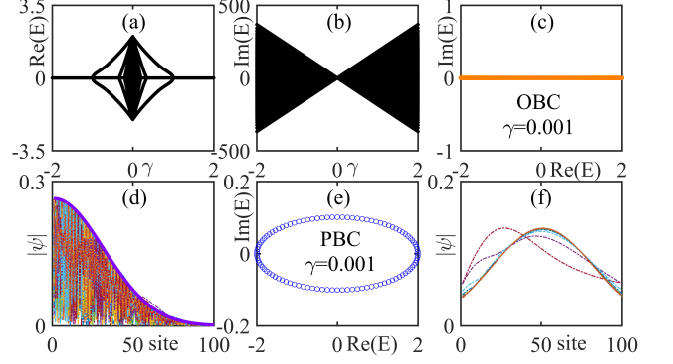 3.5
(a)
Re(E)
0
-3.5
-2
0 γ
2
500
(b)
Im(E)
0
-500
-2
0 γ
2
1
(c)
Im(E)
0
OBC
γ=0.001
-1
-2
0 Re(E)
2
0.3
(d)
|ψ|
0
0
50 site
100
0.2
(e)
Im(E)
0
PBC
γ=0.001
-0.2
-2
0 Re(E)
2
0.2
(f)
|ψ|
0
0
50 site
100